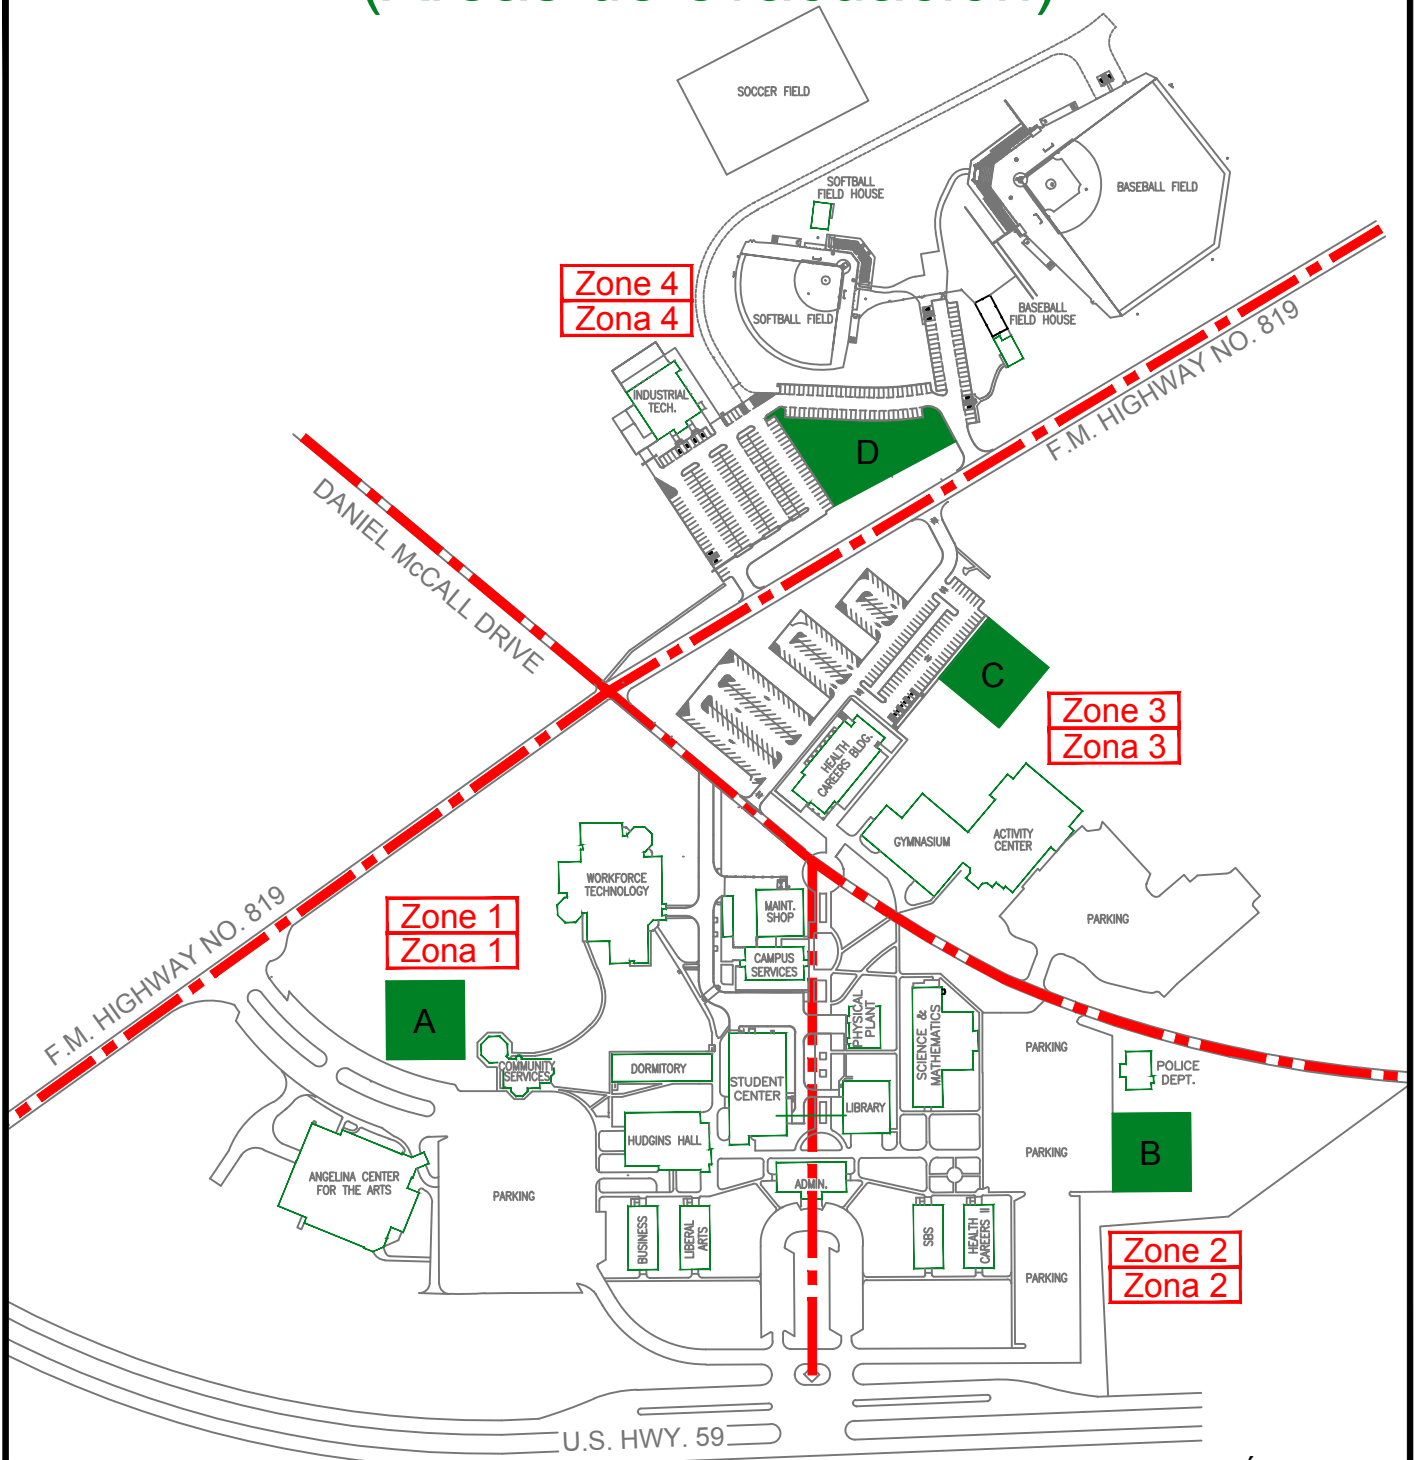 (Áreas de evacuación)
SOCCER FIELD
SOFTBALL
FIELD HOUSE
BASEBALL FIELD
Zone 4
Zona 4
SOFTBALL FIELD
BASEBALL
FIELD HOUSE
F.M. HIGHWAY NO. 819
INDUSTRIAL
TECH.
D
DANIEL McCALL DRIVE
C
Zone 3
Zona 3
HEALTH
CAREERS BLDG.
GYMNASIUM
ACTIVITY
CENTER
PARKING
WORKFORCE
TECHNOLOGY
MAINT.
SHOP
CAMPUS
SERVICES
Zone 1
Zona 1
F.M. HIGHWAY NO. 819
A
PHYSICAL
PLANT
SCIENCE &
MATHEMATICS
PARKING
POLICE
DEPT.
COMMUNITY
SERVICES
DORMITORY
STUDENT
CENTER
LIBRARY
HUDGINS HALL
PARKING
B
ANGELINA CENTER
FOR THE ARTS
PARKING
ADMIN.
BUSINESS
LIBERAL
ARTS
SBS
HEALTH
CAREERS II
PARKING
Zone 2
Zona 2
U.S. HWY. 59